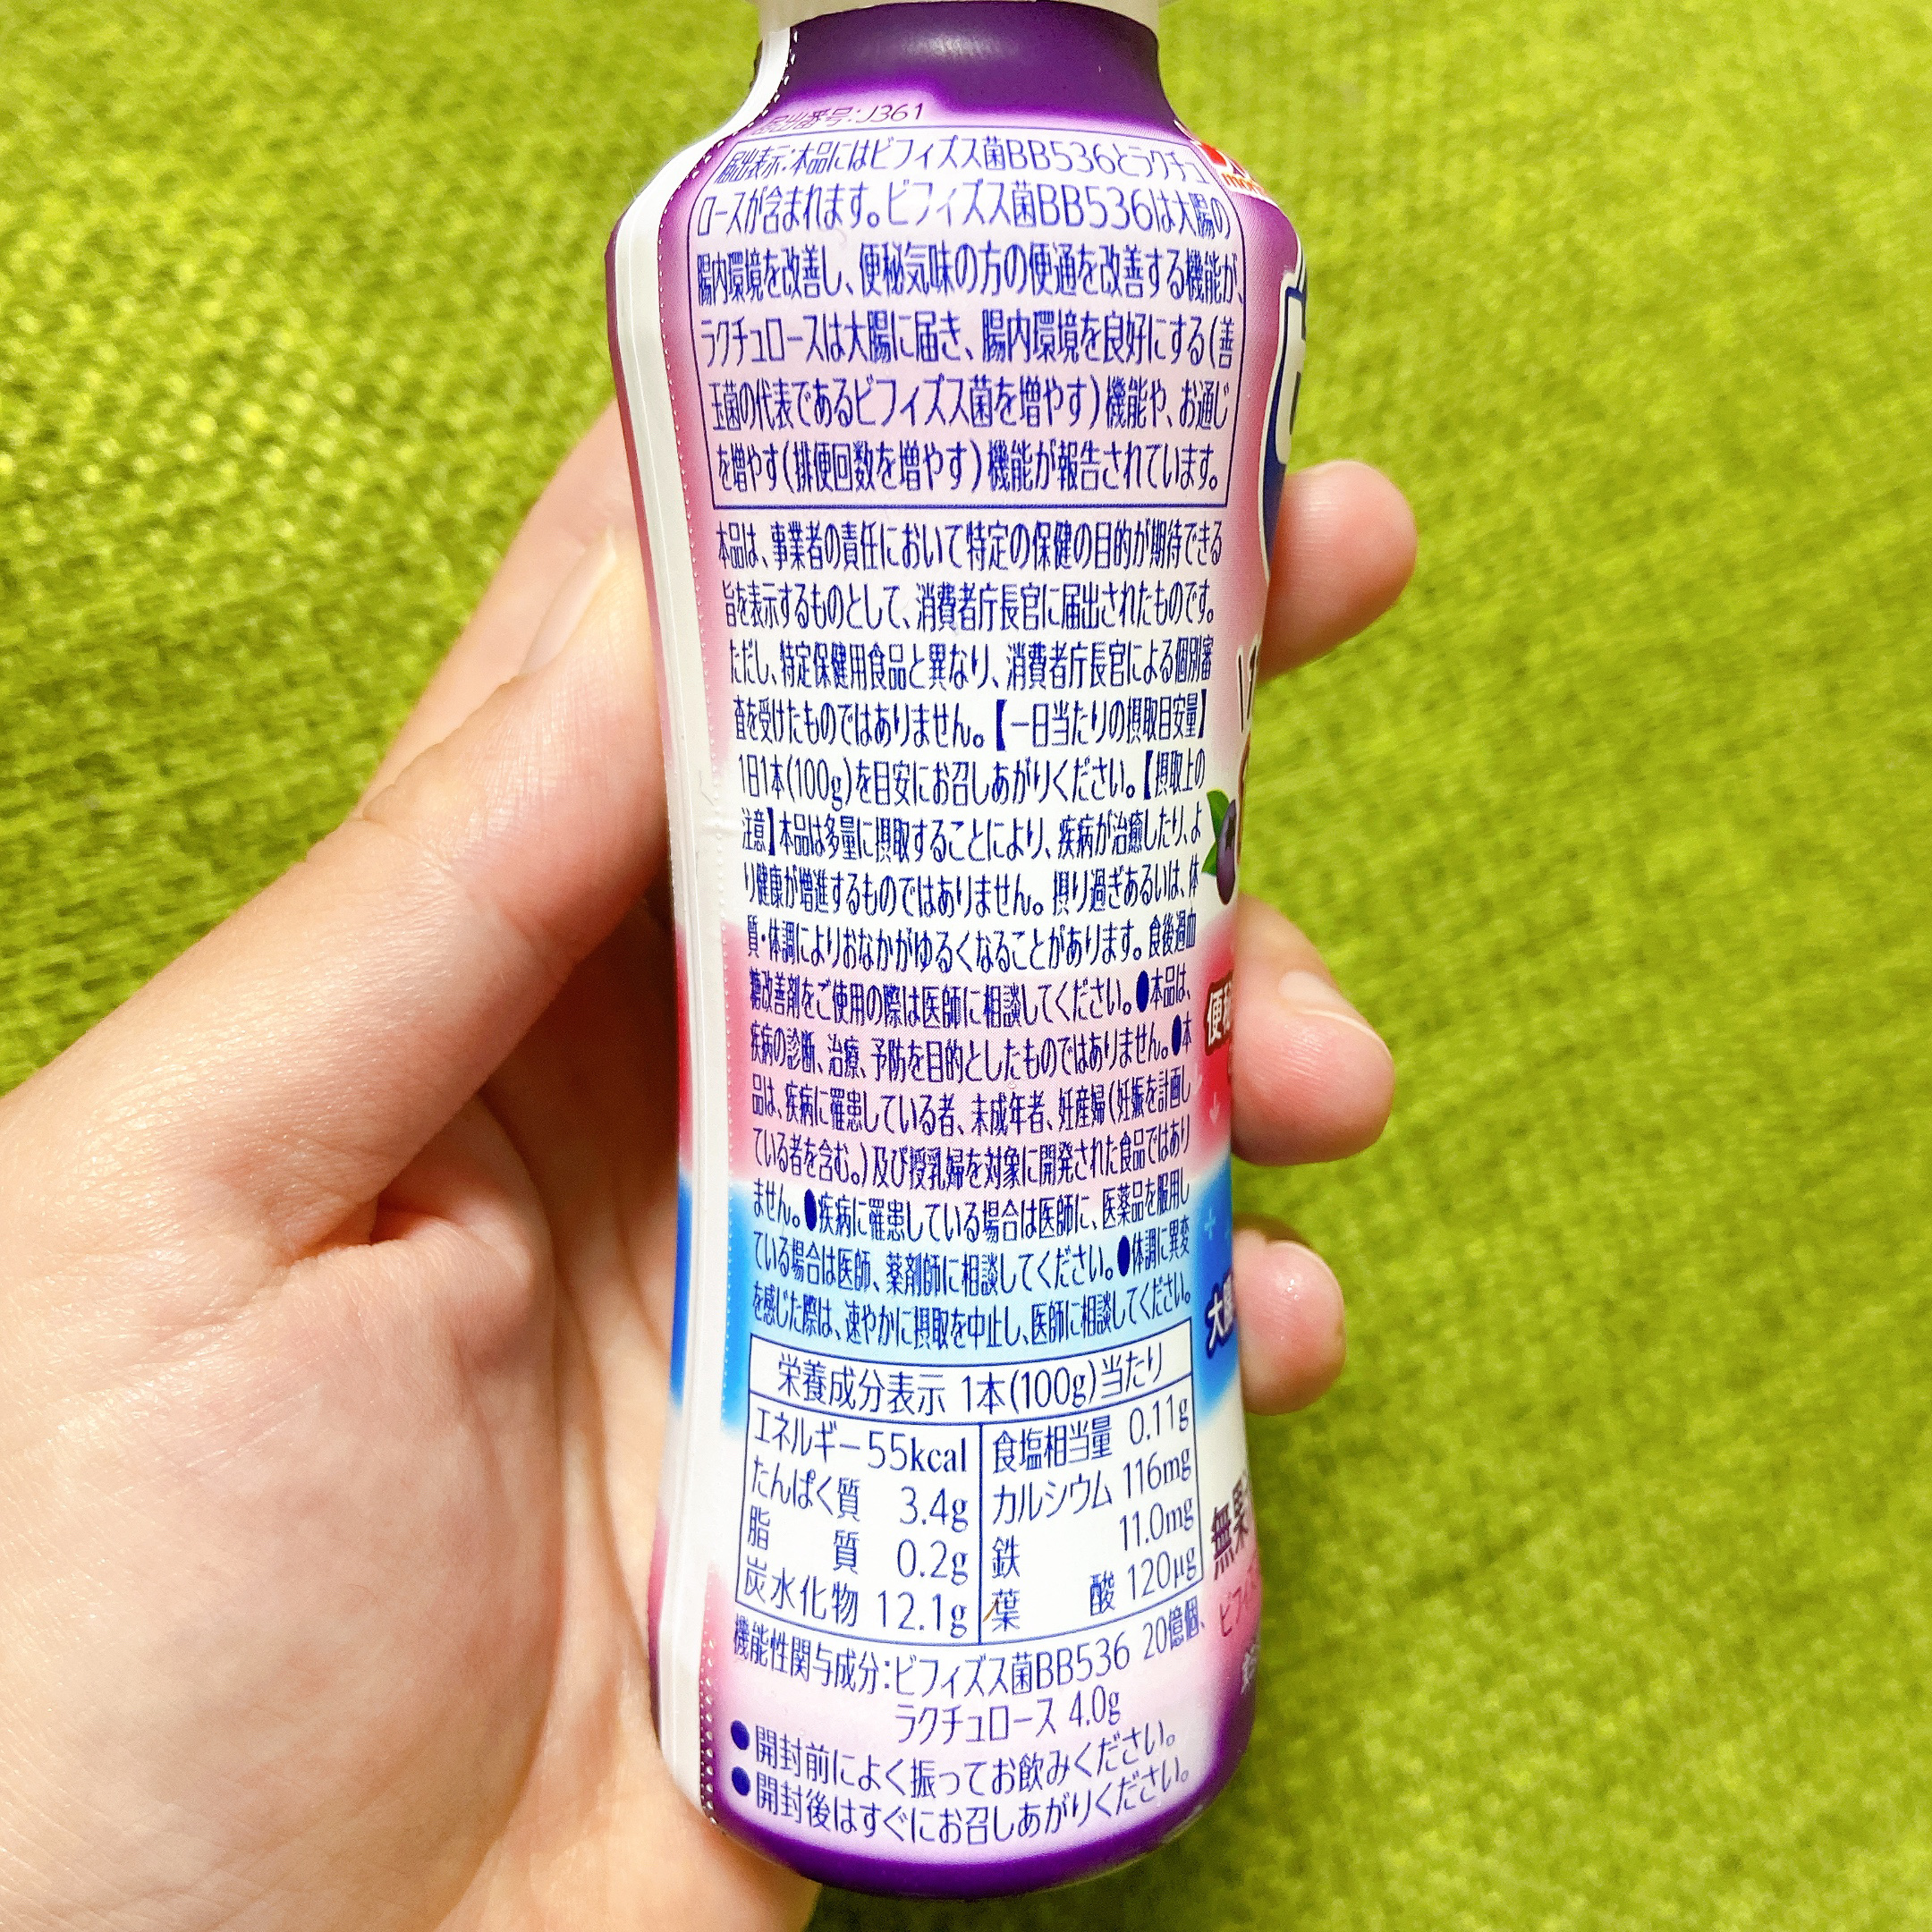 届出番号:J361
届出表示:本品にはビフィズス菌BB536とラクチュ
ロースが含まれます。ビフィズス菌BB536は大腸の
腸内環境を改善し、便秘気味の方の便通を改善する機能が、
ラクチュロースは大腸に届き、腸内環境を良好にする(善
玉菌の代表であるビフィズス菌を増やす)機能や、お通じ
を増やす(排便回数を増やす)機能が報告されています。
本品は、事業者の責任において特定の保健の目的が期待できる
旨を表示するものとして、消費者庁長官に届出されたものです。
ただし、特定保健用食品と異なり、消費者庁長官による個別審
査を受けたものではありません。【一日当たりの摂取目安量】
1日1本(100g)を目安にお召しあがりください。【摂取上の
注意】本品は多量に摂取することにより、疾病が治癒したり、よ
り健康が増進するものではありません。摂り過ぎあるいは、体
質・体調によりおなかがゆるくなることがあります。食後過血
糖改善剤をご使用の際は医師に相談してください。●本品は、
疾病の診断、治療、予防を目的としたものではありません。●本
品は、疾病に罹患している者、未成年者、妊産婦(妊娠を計画し
ている者を含む。)及び授乳婦を対象に開発された食品ではあり
ません。●疾病に罹患している場合は医師に、医薬品を服用し
ている場合は医師、薬剤師に相談してください。●体調に異変
を感じた際は、速やかに摂取を中止し、医師に相談してください。
栄養成分表示 1本(100g)当たり
エネルギー 55kcal
たんぱく質 3.4g
脂質 0.2g
炭水化物 12.1g
食塩相当量 0.11g
カルシウム 116mg
鉄 11.0mg
葉酸 120μg
機能性関与成分:ビフィズス菌BB536 20億個、
ラクチュロース 4.0g
●開封前によく振ってお飲みください。
●開封後はすぐにお召しあがりください。
便秘
大腸
無果